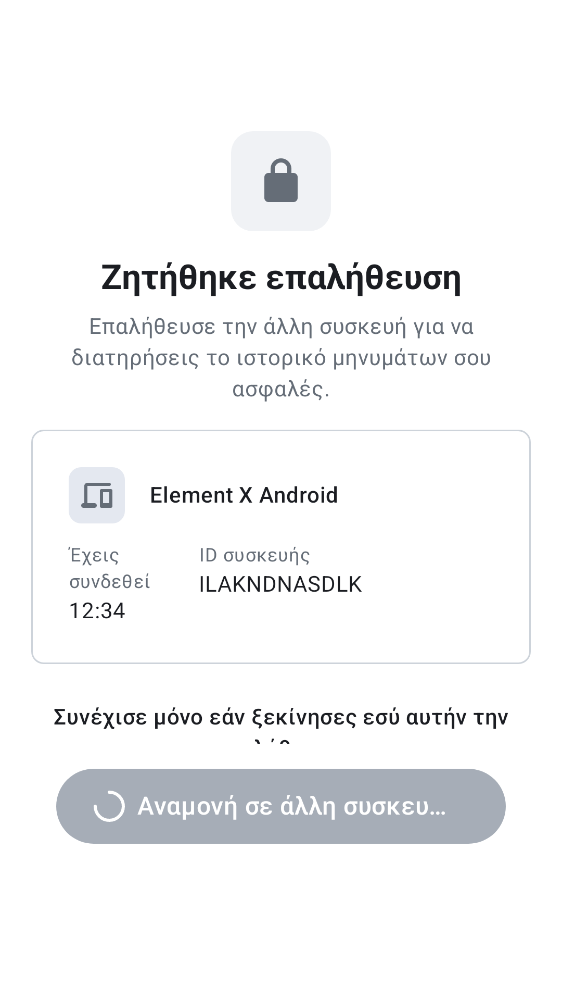 Ζητήθηκε επαλήθευση
Επαλήθευσε την άλλη συσκευή για να
διατηρήσεις το ιστορικό μηνυμάτων σου
ασφαλές.
Element X Android
Έχεις
συνδεθεί
12:34
ID συσκευής
ILAKNDNASDLK
Συνέχισε μόνο εάν ξεκίνησες εσύ αυτήν την
Αναμονή σε άλλη συσκευ…